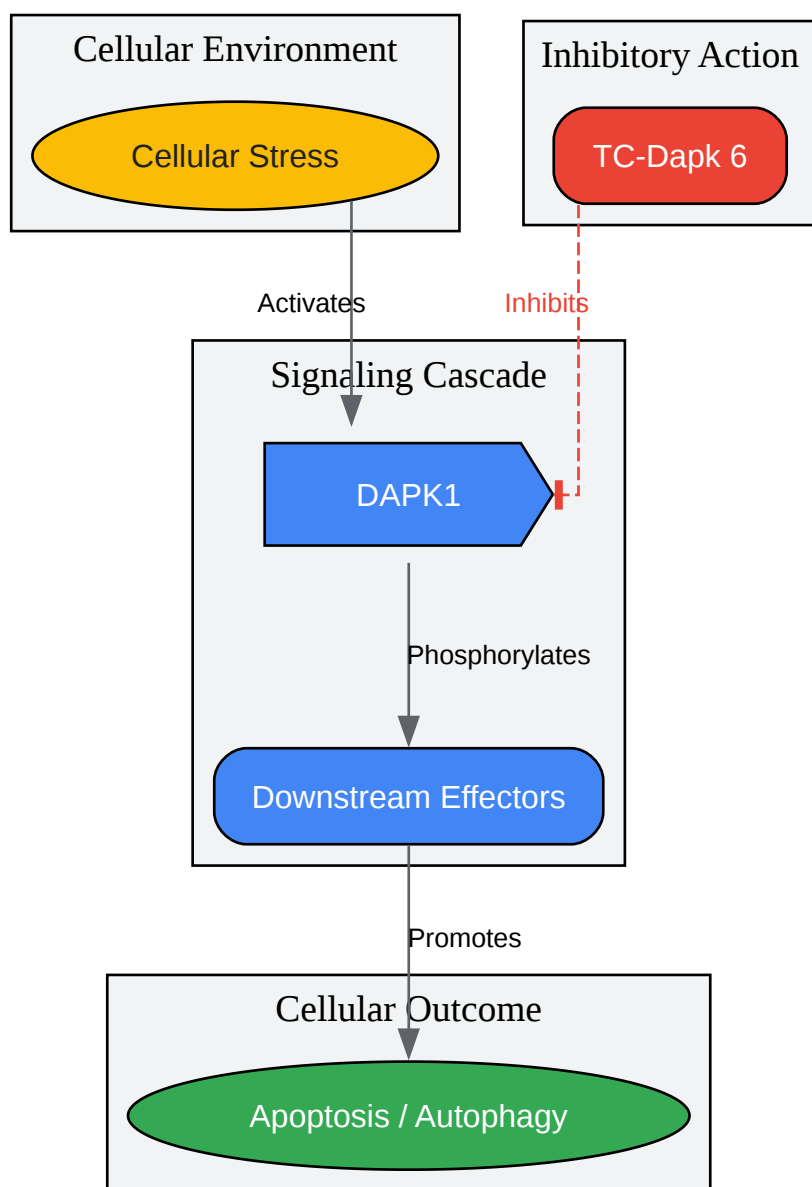 Cellular Environment
Inhibitory Action
Cellular Stress
TC-Dapk 6
Activates
Inhibits
Signaling Cascade
DAPK1
Phosphorylates
Downstream Effectors
Promotes
Cellular Outcome
Apoptosis / Autophagy